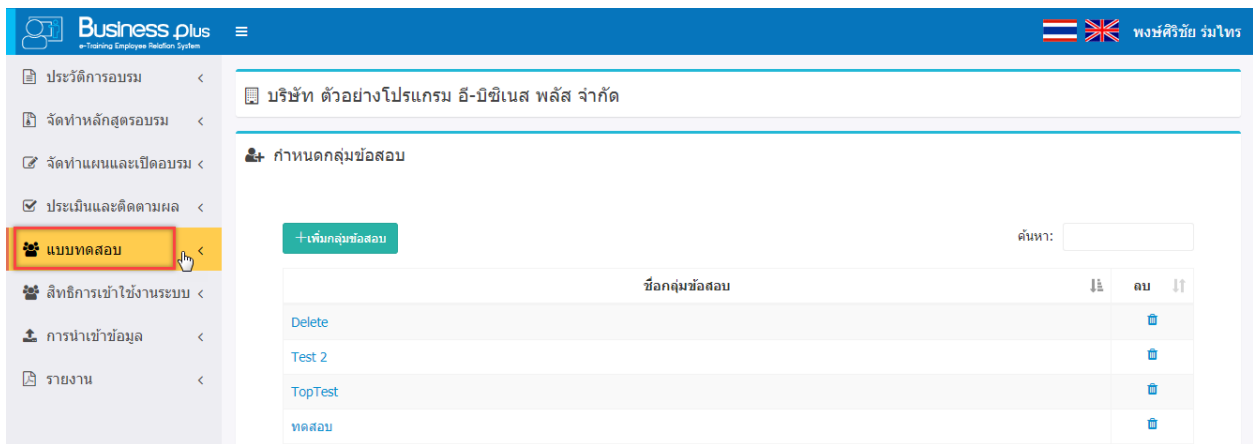 Business Plus
e-Training Employee Relation System
พงษ์ศิริชัย ร่มไทร
ประวัติการอบรม
จัดทำหลักสูตรอบรม
จัดทำแผนและเปิดอบรม
ประเมินและติดตามผล
แบบทดสอบ
สิทธิการเข้าใช้งานระบบ
การนำเข้าข้อมูล
รายงาน
บริษัท ตัวอย่างโปรแกรม อี-บิซิเนส พลัส จำกัด
กำหนดกลุ่มข้อสอบ
+เพิ่มกลุ่มข้อสอบ
ค้นหา:
ชื่อกลุ่มข้อสอบ ลบ
Delete
Test 2
TopTest
ทดสอบ